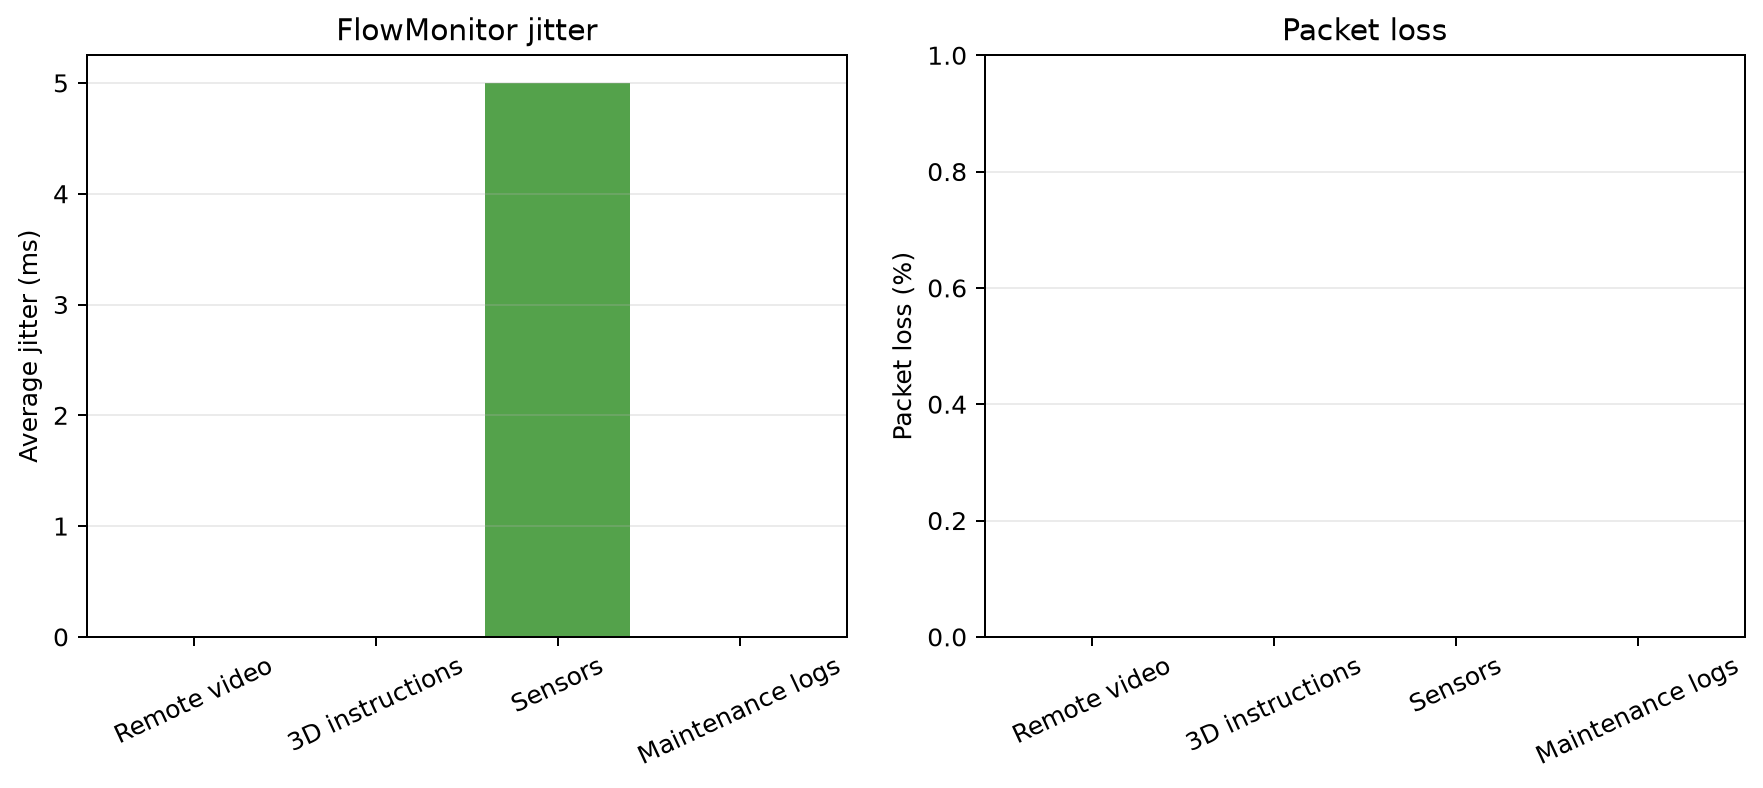 FlowMonitor jitter
Average jitter (ms)
5
4
3
2
1
0
Remote video
3D instructions
Sensors
Maintenance logs
Packet loss
Packet loss (%)
1.0
0.8
0.6
0.4
0.2
0.0
Remote video
3D instructions
Sensors
Maintenance logs